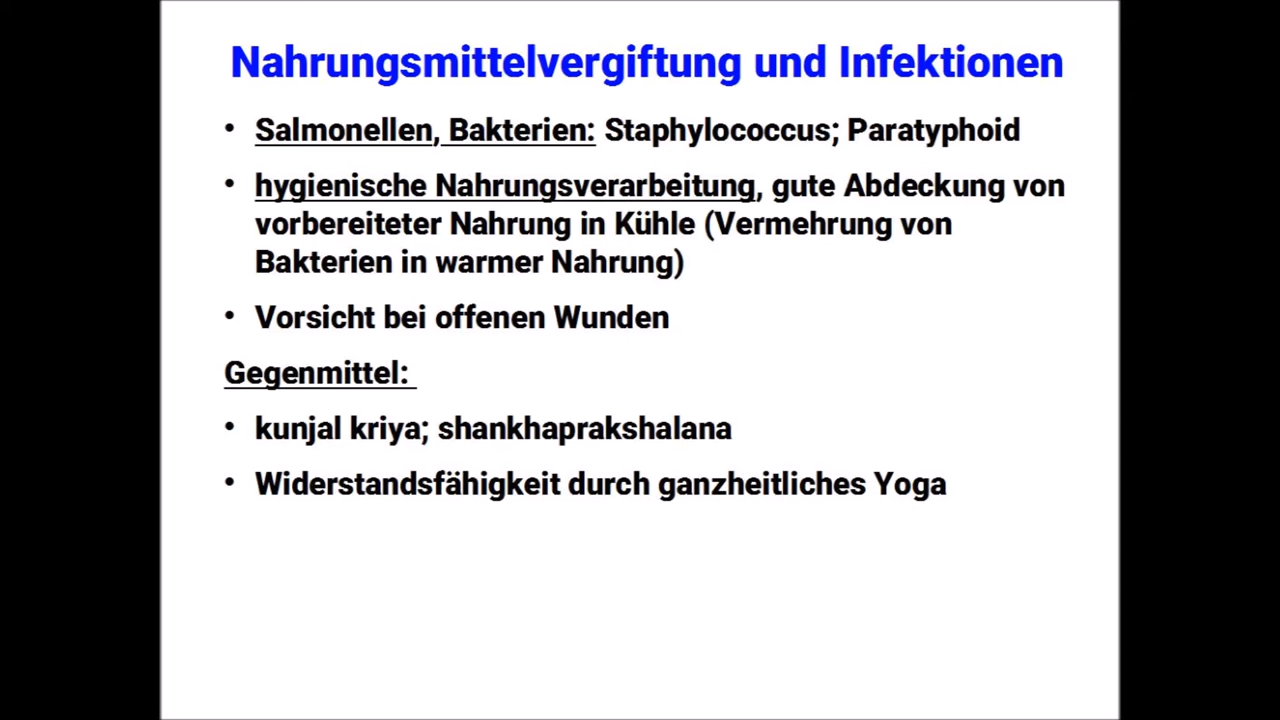 Nahrungsmittelvergiftung und Infektionen
• Salmonellen, Bakterien: Staphylococcus; Paratyphoid
• hygienische Nahrungsverarbeitung, gute Abdeckung von
vorbereiteter Nahrung in Kühle (Vermehrung von
Bakterien in warmer Nahrung)
• Vorsicht bei offenen Wunden
Gegenmittel:
• kunjal kriya; shankhaprakshalana
• Widerstandsfähigkeit durch ganzheitliches Yoga